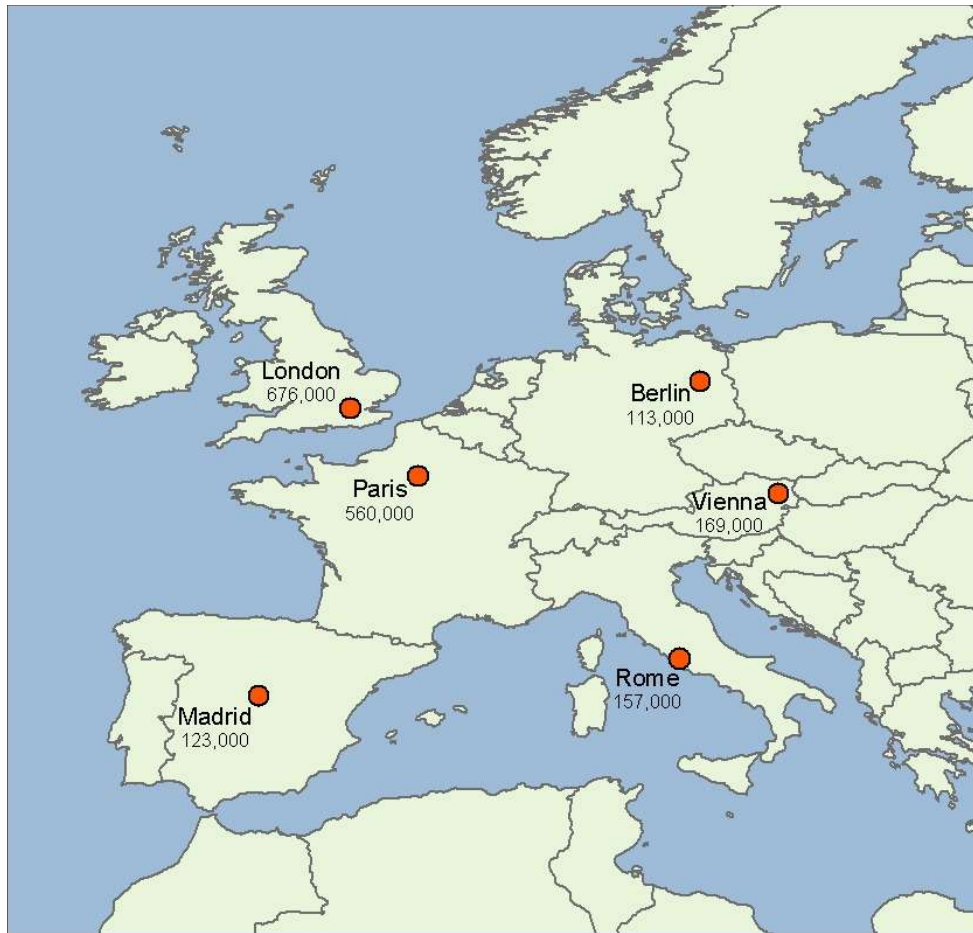 London
676,000
Berlin
113,000
Paris
560,000
Vienna
169,000
Rome
157,000
Madrid
123,000